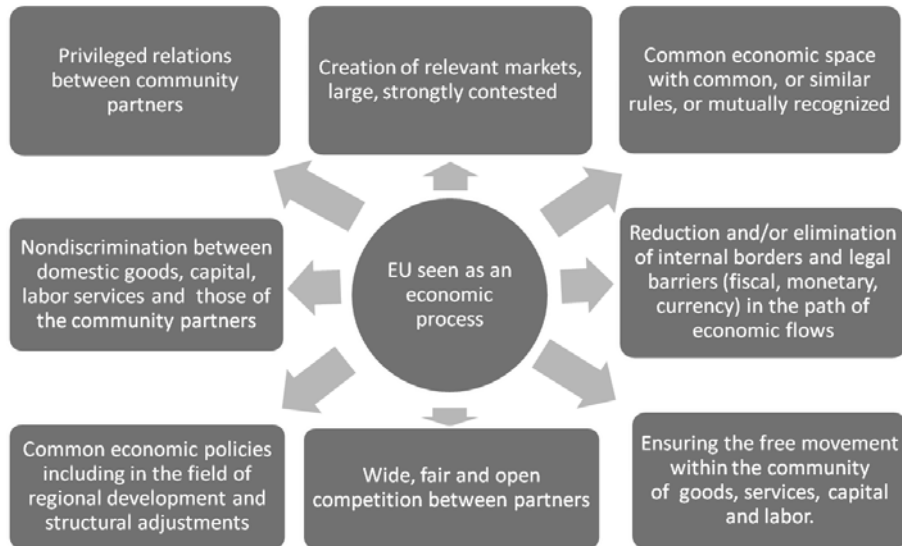 Privileged relations
between community
partners
Creation of relevant markets,
large, strongtly contested
Common economic space
with common, or similar
rules, or mutually recognized
Nondiscrimination between
domestic goods, capital,
labor services and those of
the community partners
EU seen as an
economic
process
Reduction and/or elimination
of internal borders and legal
barriers (fiscal, monetary,
currency) in the path of
economic flows
Common economic policies
including in the field of
regional development and
structural adjustments
Wide, fair and open
competition between partners
Ensuring the free movement
within the community
of goods, services, capital
and labor.